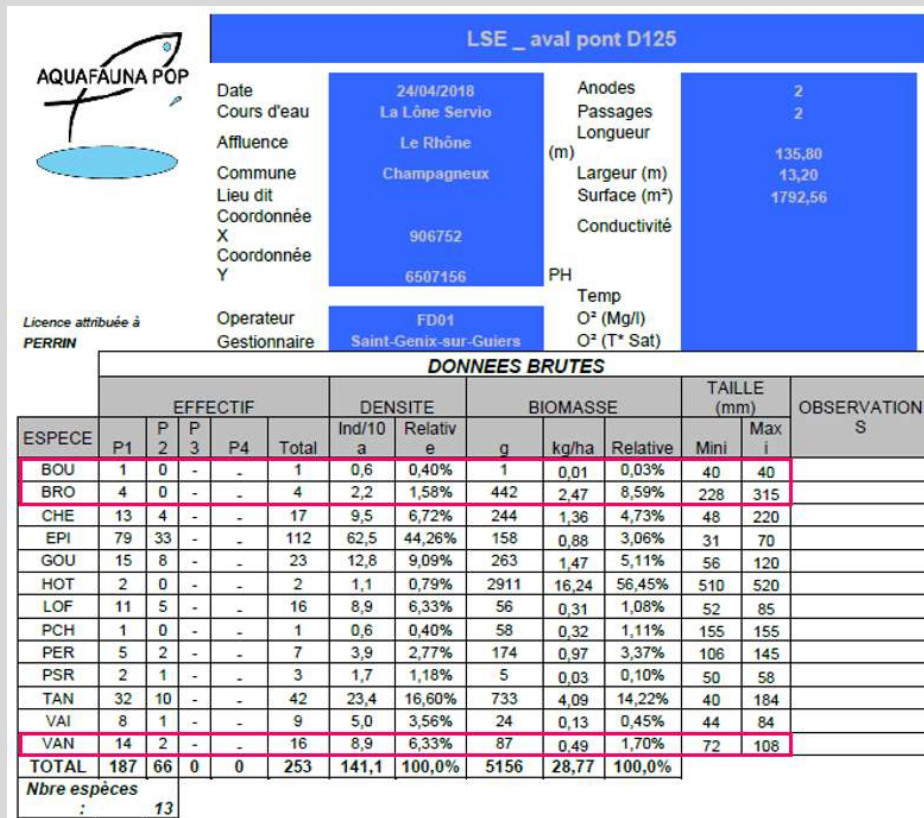 LSE _ aval pont D125
AQUAFAUNA POP
Date 24/04/2018 Anodes 2
Cours d'eau La Lône Servio Passages 2
Affluence Le Rhône Longueur (m) 135,80
Commune Champagneux Largeur (m) 13,20
Lieu dit Surface (m²) 1792,56
Coordonnée X 906752 Conductivité
Coordonnée Y 6507156 PH
Temp
Licence attribuée à Operateur FD01 O² (Mg/l)
PERRIN Gestionnaire Saint-Genix-sur-Guiers O² (T* Sat)
DONNEES BRUTES
EFFECTIF DENSITE BIOMASSE TAILLE (mm) OBSERVATIONS
ESPECE P1 P2 P3 P4 Total Ind/10a Relative g kg/ha Relative Mini Maxi
BOU 1 0 - - 1 0,6 0,40% 1 0,01 0,03% 40 40
BRO 4 0 - - 4 2,2 1,58% 442 2,47 8,59% 228 315
CHE 13 4 - - 17 9,5 6,72% 244 1,36 4,73% 48 220
EPI 79 33 - - 112 62,5 44,26% 158 0,88 3,06% 31 70
GOU 15 8 - - 23 12,8 9,09% 263 1,47 5,11% 56 120
HOT 2 0 - - 2 1,1 0,79% 2911 16,24 56,45% 510 520
LOF 11 5 - - 16 8,9 6,33% 56 0,31 1,08% 52 85
PCH 1 0 - - 1 0,6 0,40% 58 0,32 1,11% 155 155
PER 5 2 - - 7 3,9 2,77% 174 0,97 3,37% 106 145
PSR 2 1 - - 3 1,7 1,18% 5 0,03 0,10% 50 58
TAN 32 10 - - 42 23,4 16,60% 733 4,09 14,22% 40 184
VAI 8 1 - - 9 5,0 3,56% 24 0,13 0,45% 44 84
VAN 14 2 - - 16 8,9 6,33% 87 0,49 1,70% 72 108
TOTAL 187 66 0 0 253 141,1 100,0% 5156 28,77 100,0%
Nbre espèces : 13